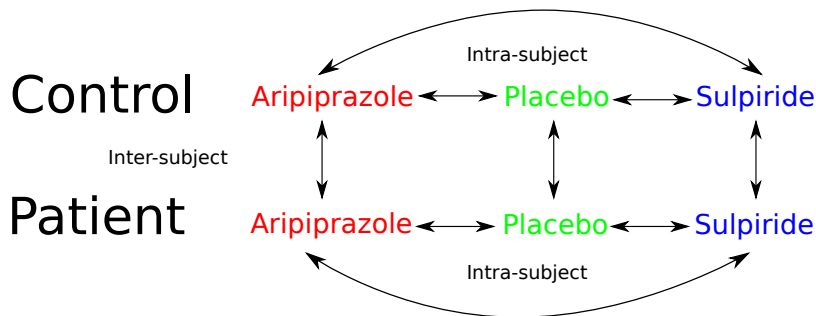 Intra-subject
Control Aripiprazole Placebo Sulpiride
Inter-subject
Patient Aripiprazole Placebo Sulpiride
Intra-subject